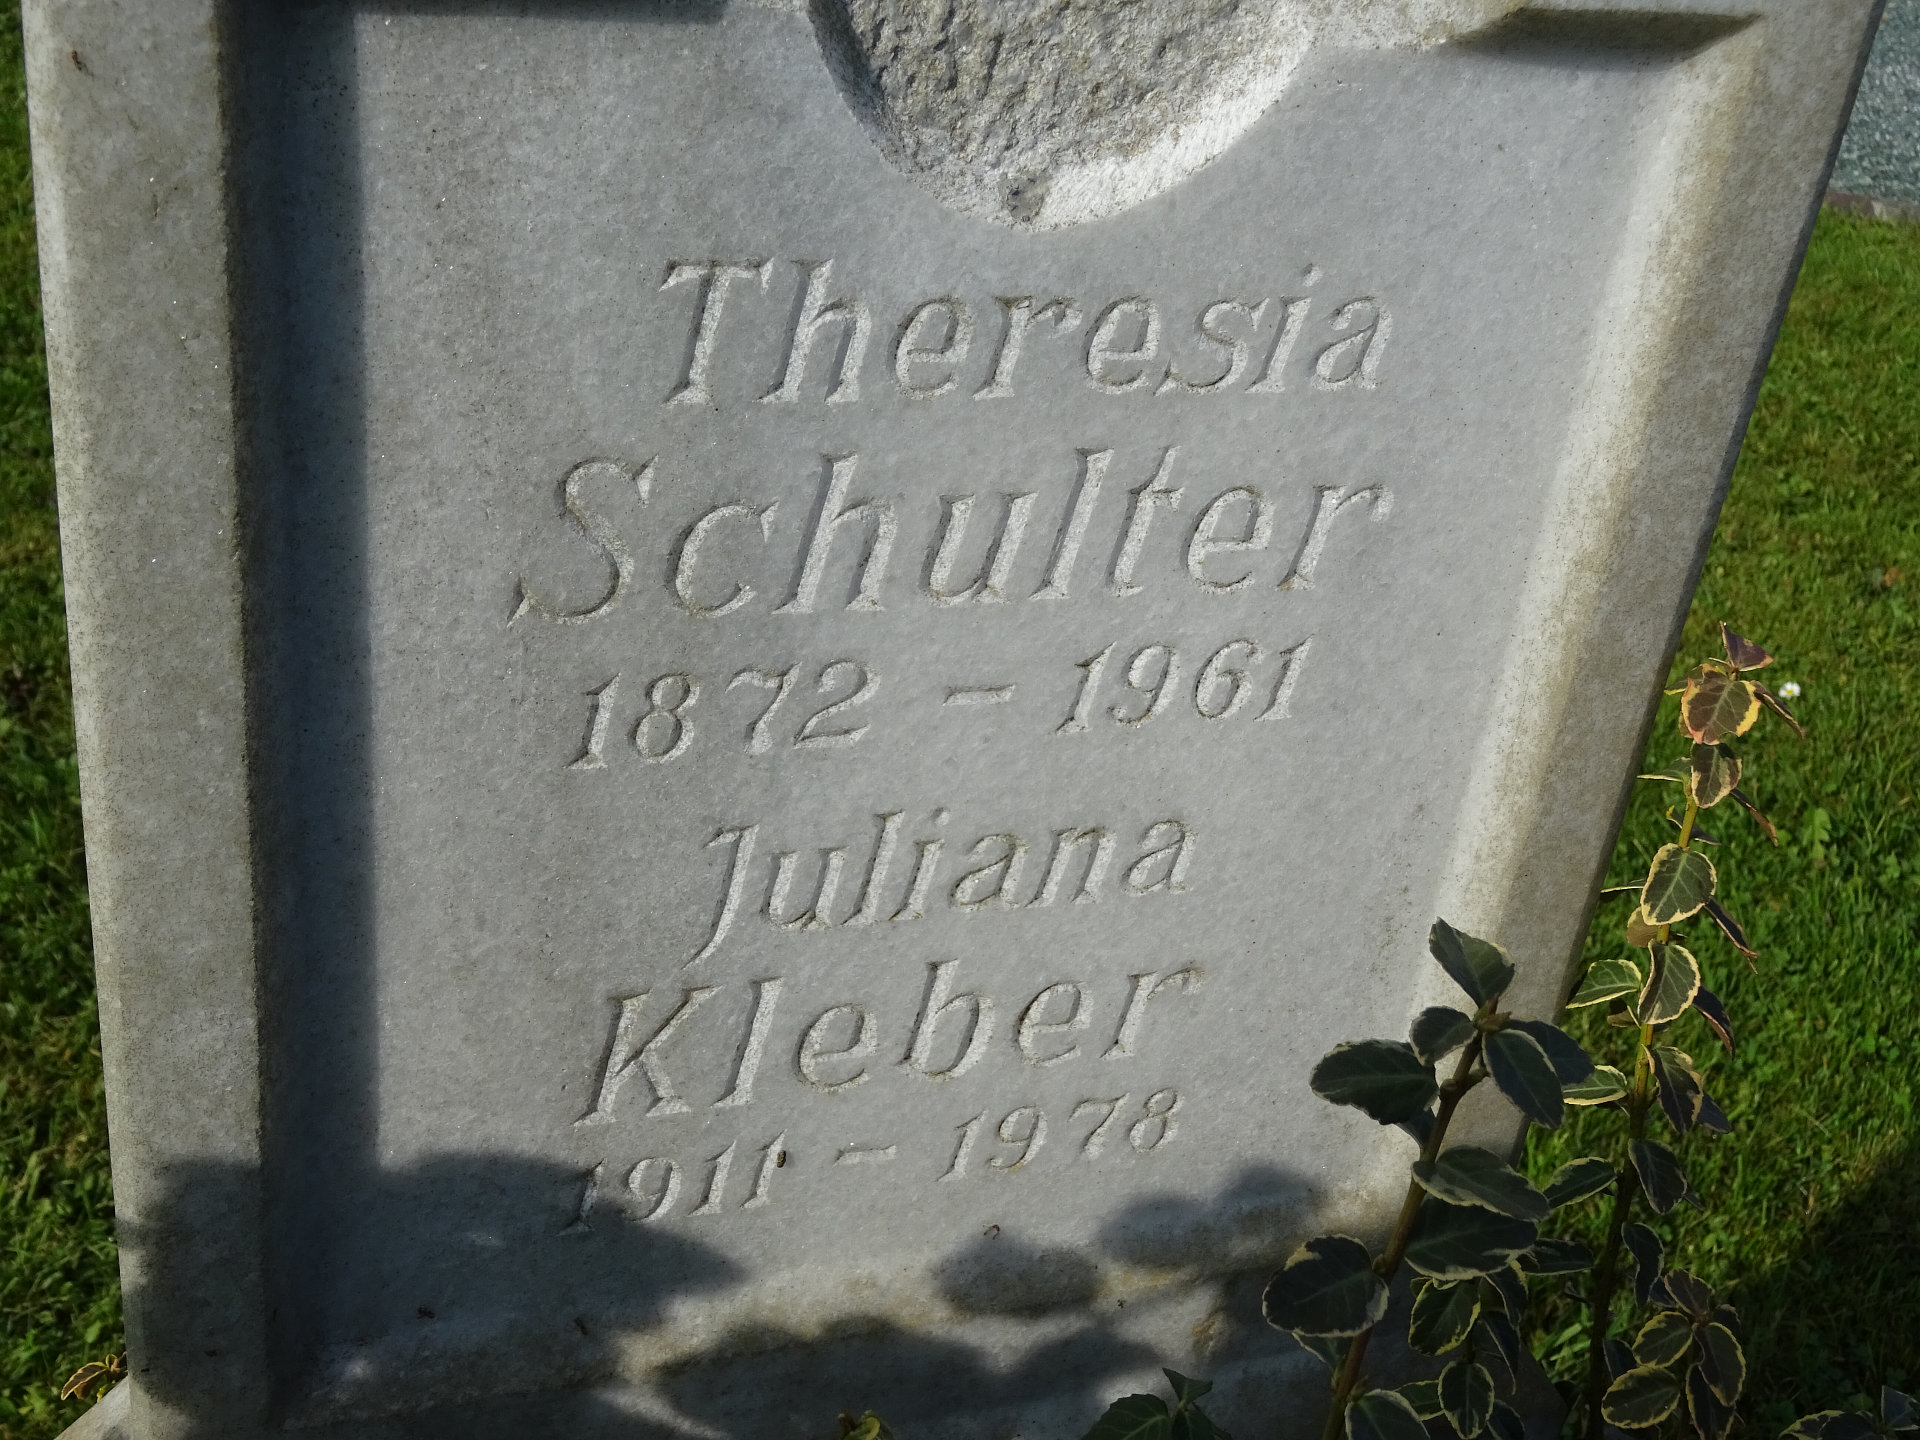 Theresia
Schulter
1872 - 1961
Juliana
Kleber
1911 - 1978